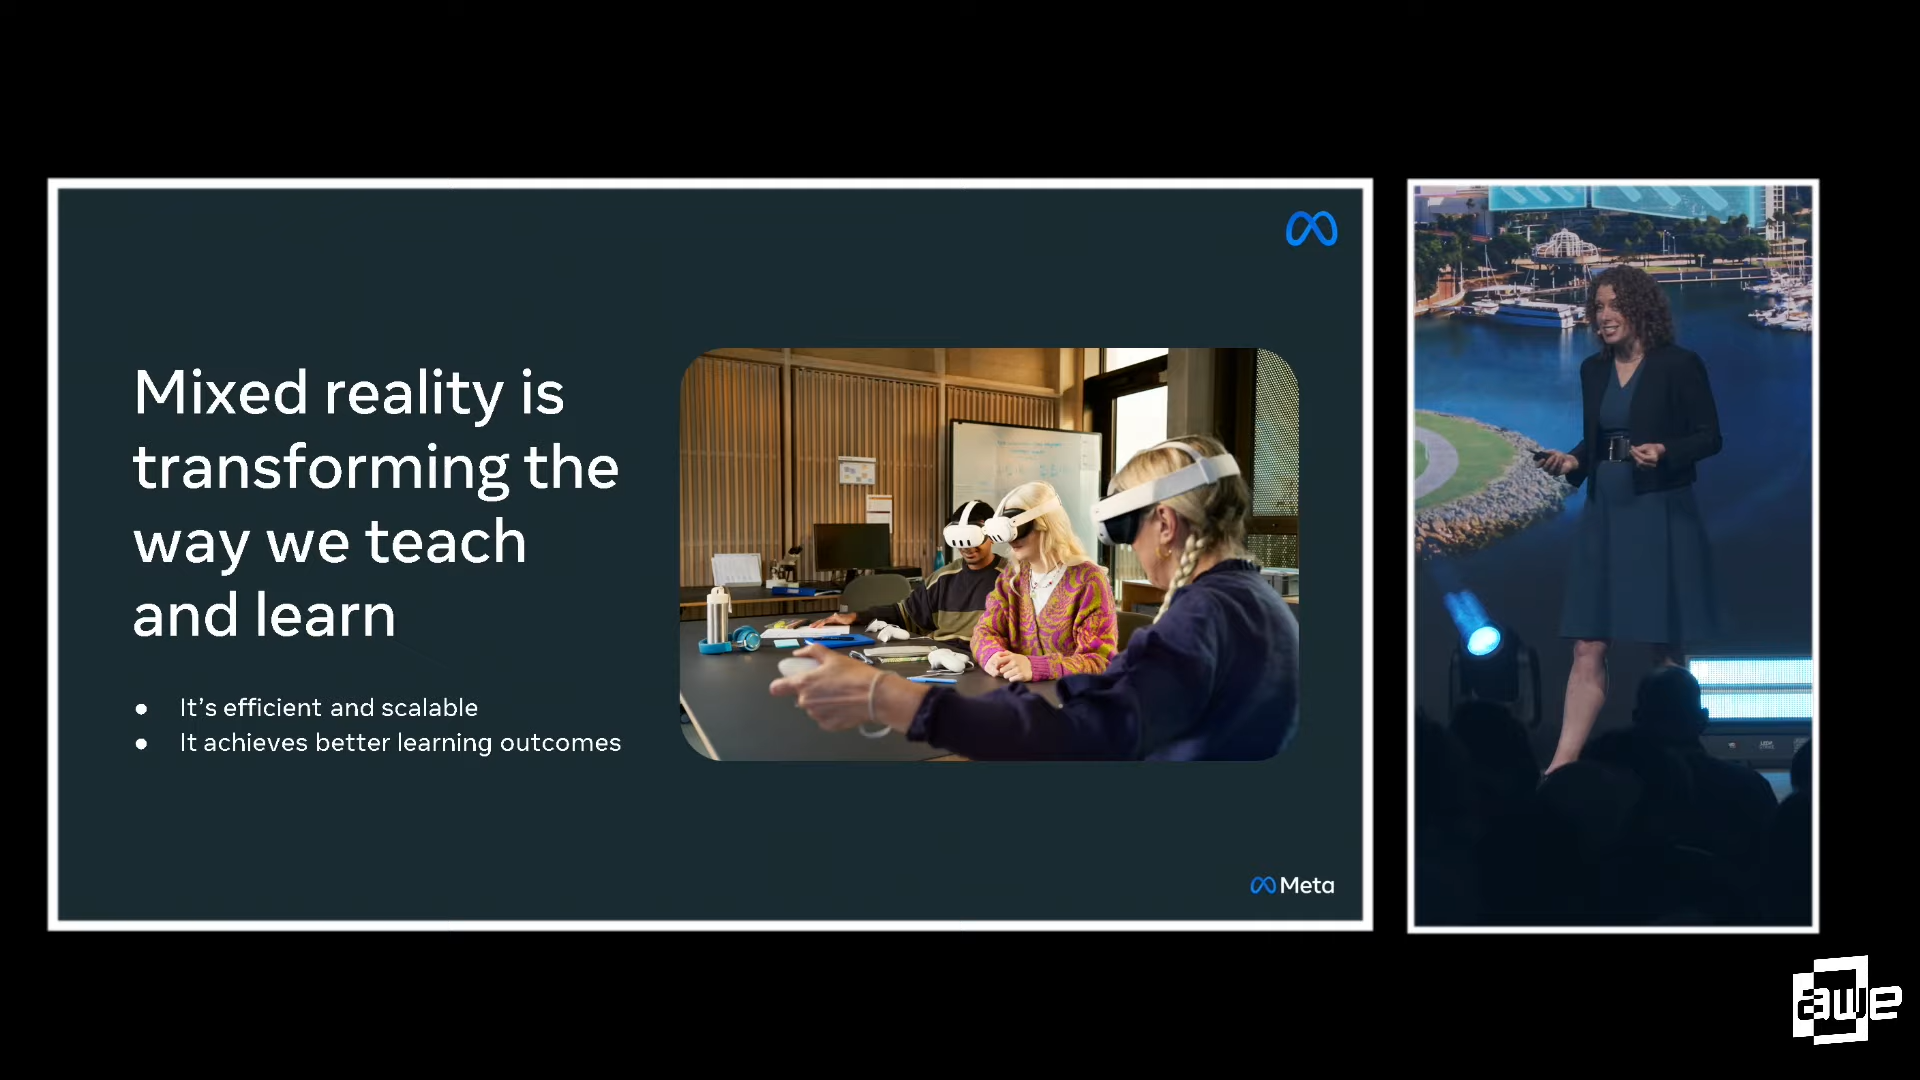 Mixed reality is
transforming the
way we teach
and learn
● It's efficient and scalable
● It achieves better learning outcomes
Meta
awe